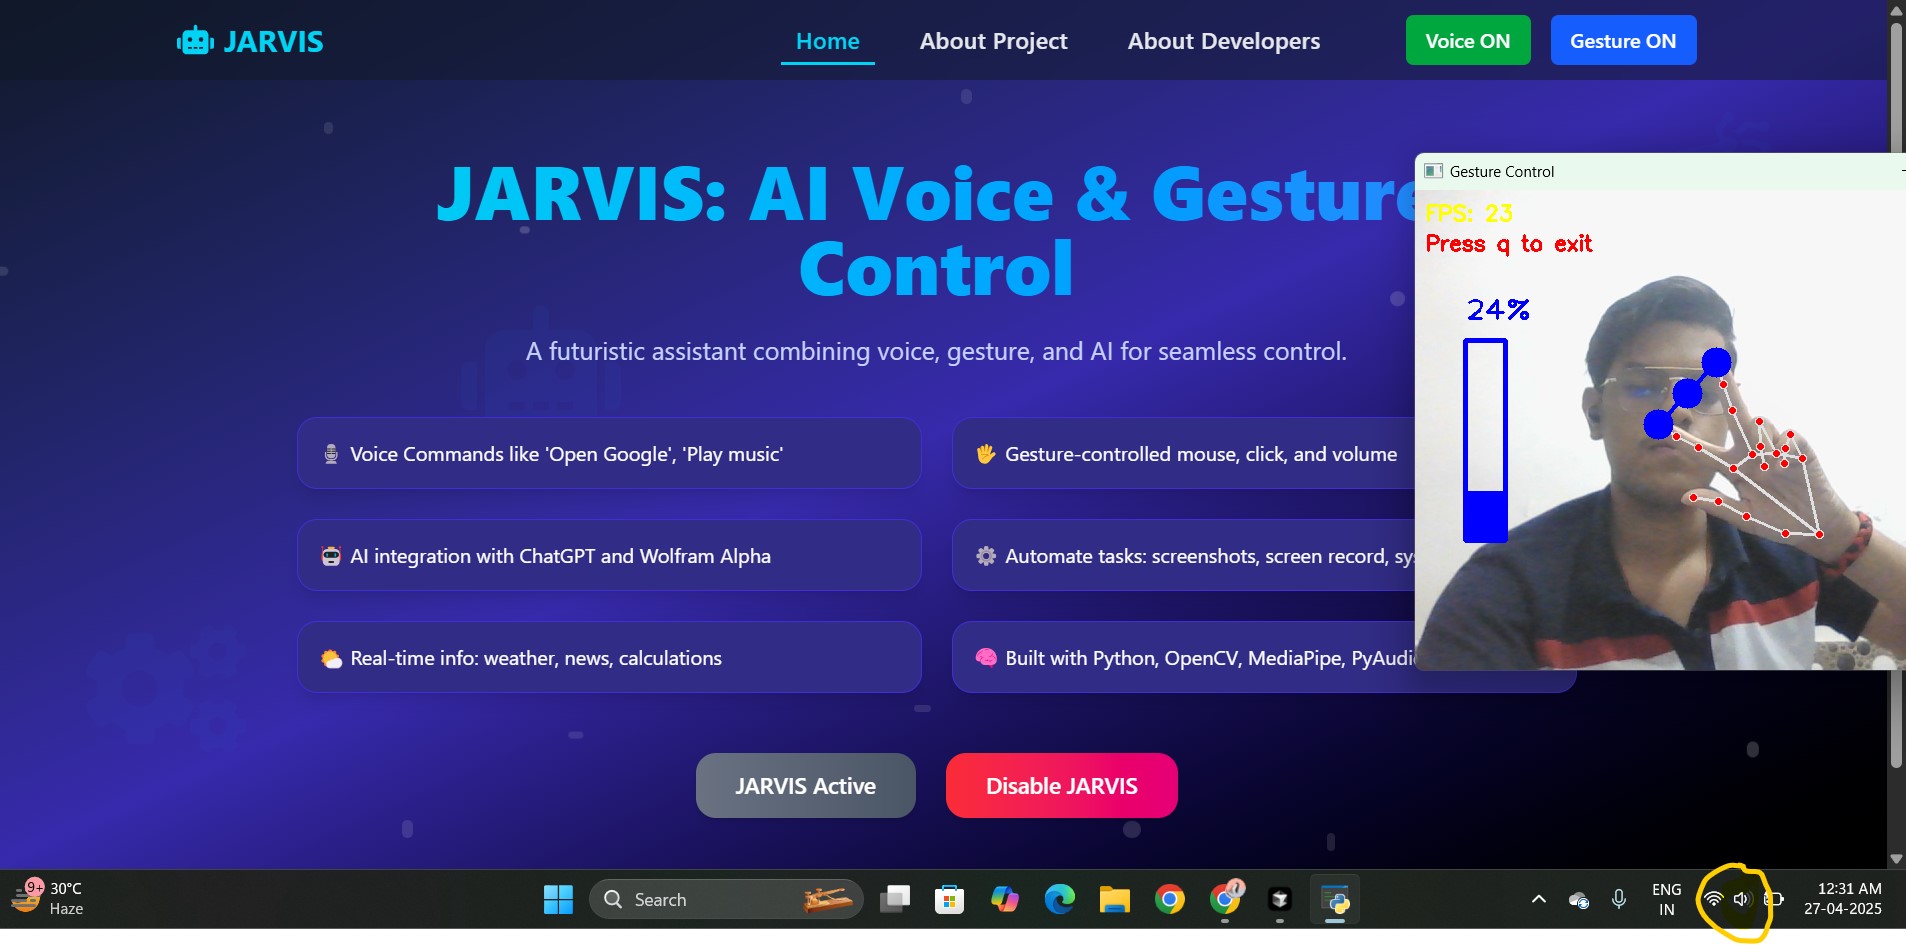 JARVIS
Home
About Project
About Developers
Voice ON
Gesture ON
JARVIS: AI Voice & Gesture
Control
A futuristic assistant combining voice, gesture, and AI for seamless control.
Voice Commands like 'Open Google', 'Play music'
Gesture-controlled mouse, click, and volume
AI integration with ChatGPT and Wolfram Alpha
Automate tasks: screenshots, screen record,
Real-time info: weather, news, calculations
Built with Python, OpenCV, MediaPipe,
JARVIS Active
Disable JARVIS
Gesture Control
FPS: 23
Press q to exit
24%
9+
30°C
Haze
Search
ENG
IN
12:31 AM
27-04-2025